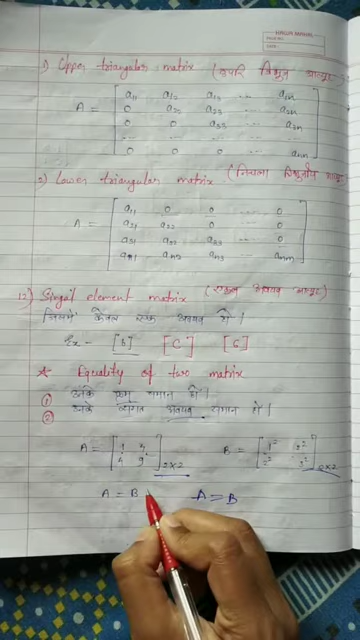 1) Upper triangular matrix (उपरि त्रिभुज आव्यूह)
A = [ a11 a12 a13 ... a1n
0 a22 a23 ... a2n
0 0 a33 ... a3n
... ... ... ... ...
0 0 0 ... ann ]
2) Lower triangular matrix (निचला त्रिभुजीय
A = [ a11 0 0 ... 0
a21 a22 0 ... 0
a31 a32 a33 ... 0
an1 an2 an3 ... ann ]
12) Singal element matrix (एकल अवयव आव्यूह)
जिसमें केवल एक अवयव हो।
Ex - [b] [C] [G]
* Equality of two matrix
① उनके क्रम समान हो।
② उनके संगत अवयव समान हो।
A = [ 1 4 B = [ 1² 2²
4 9 ]2×2 2² 3² ]2×2
A = B A = B